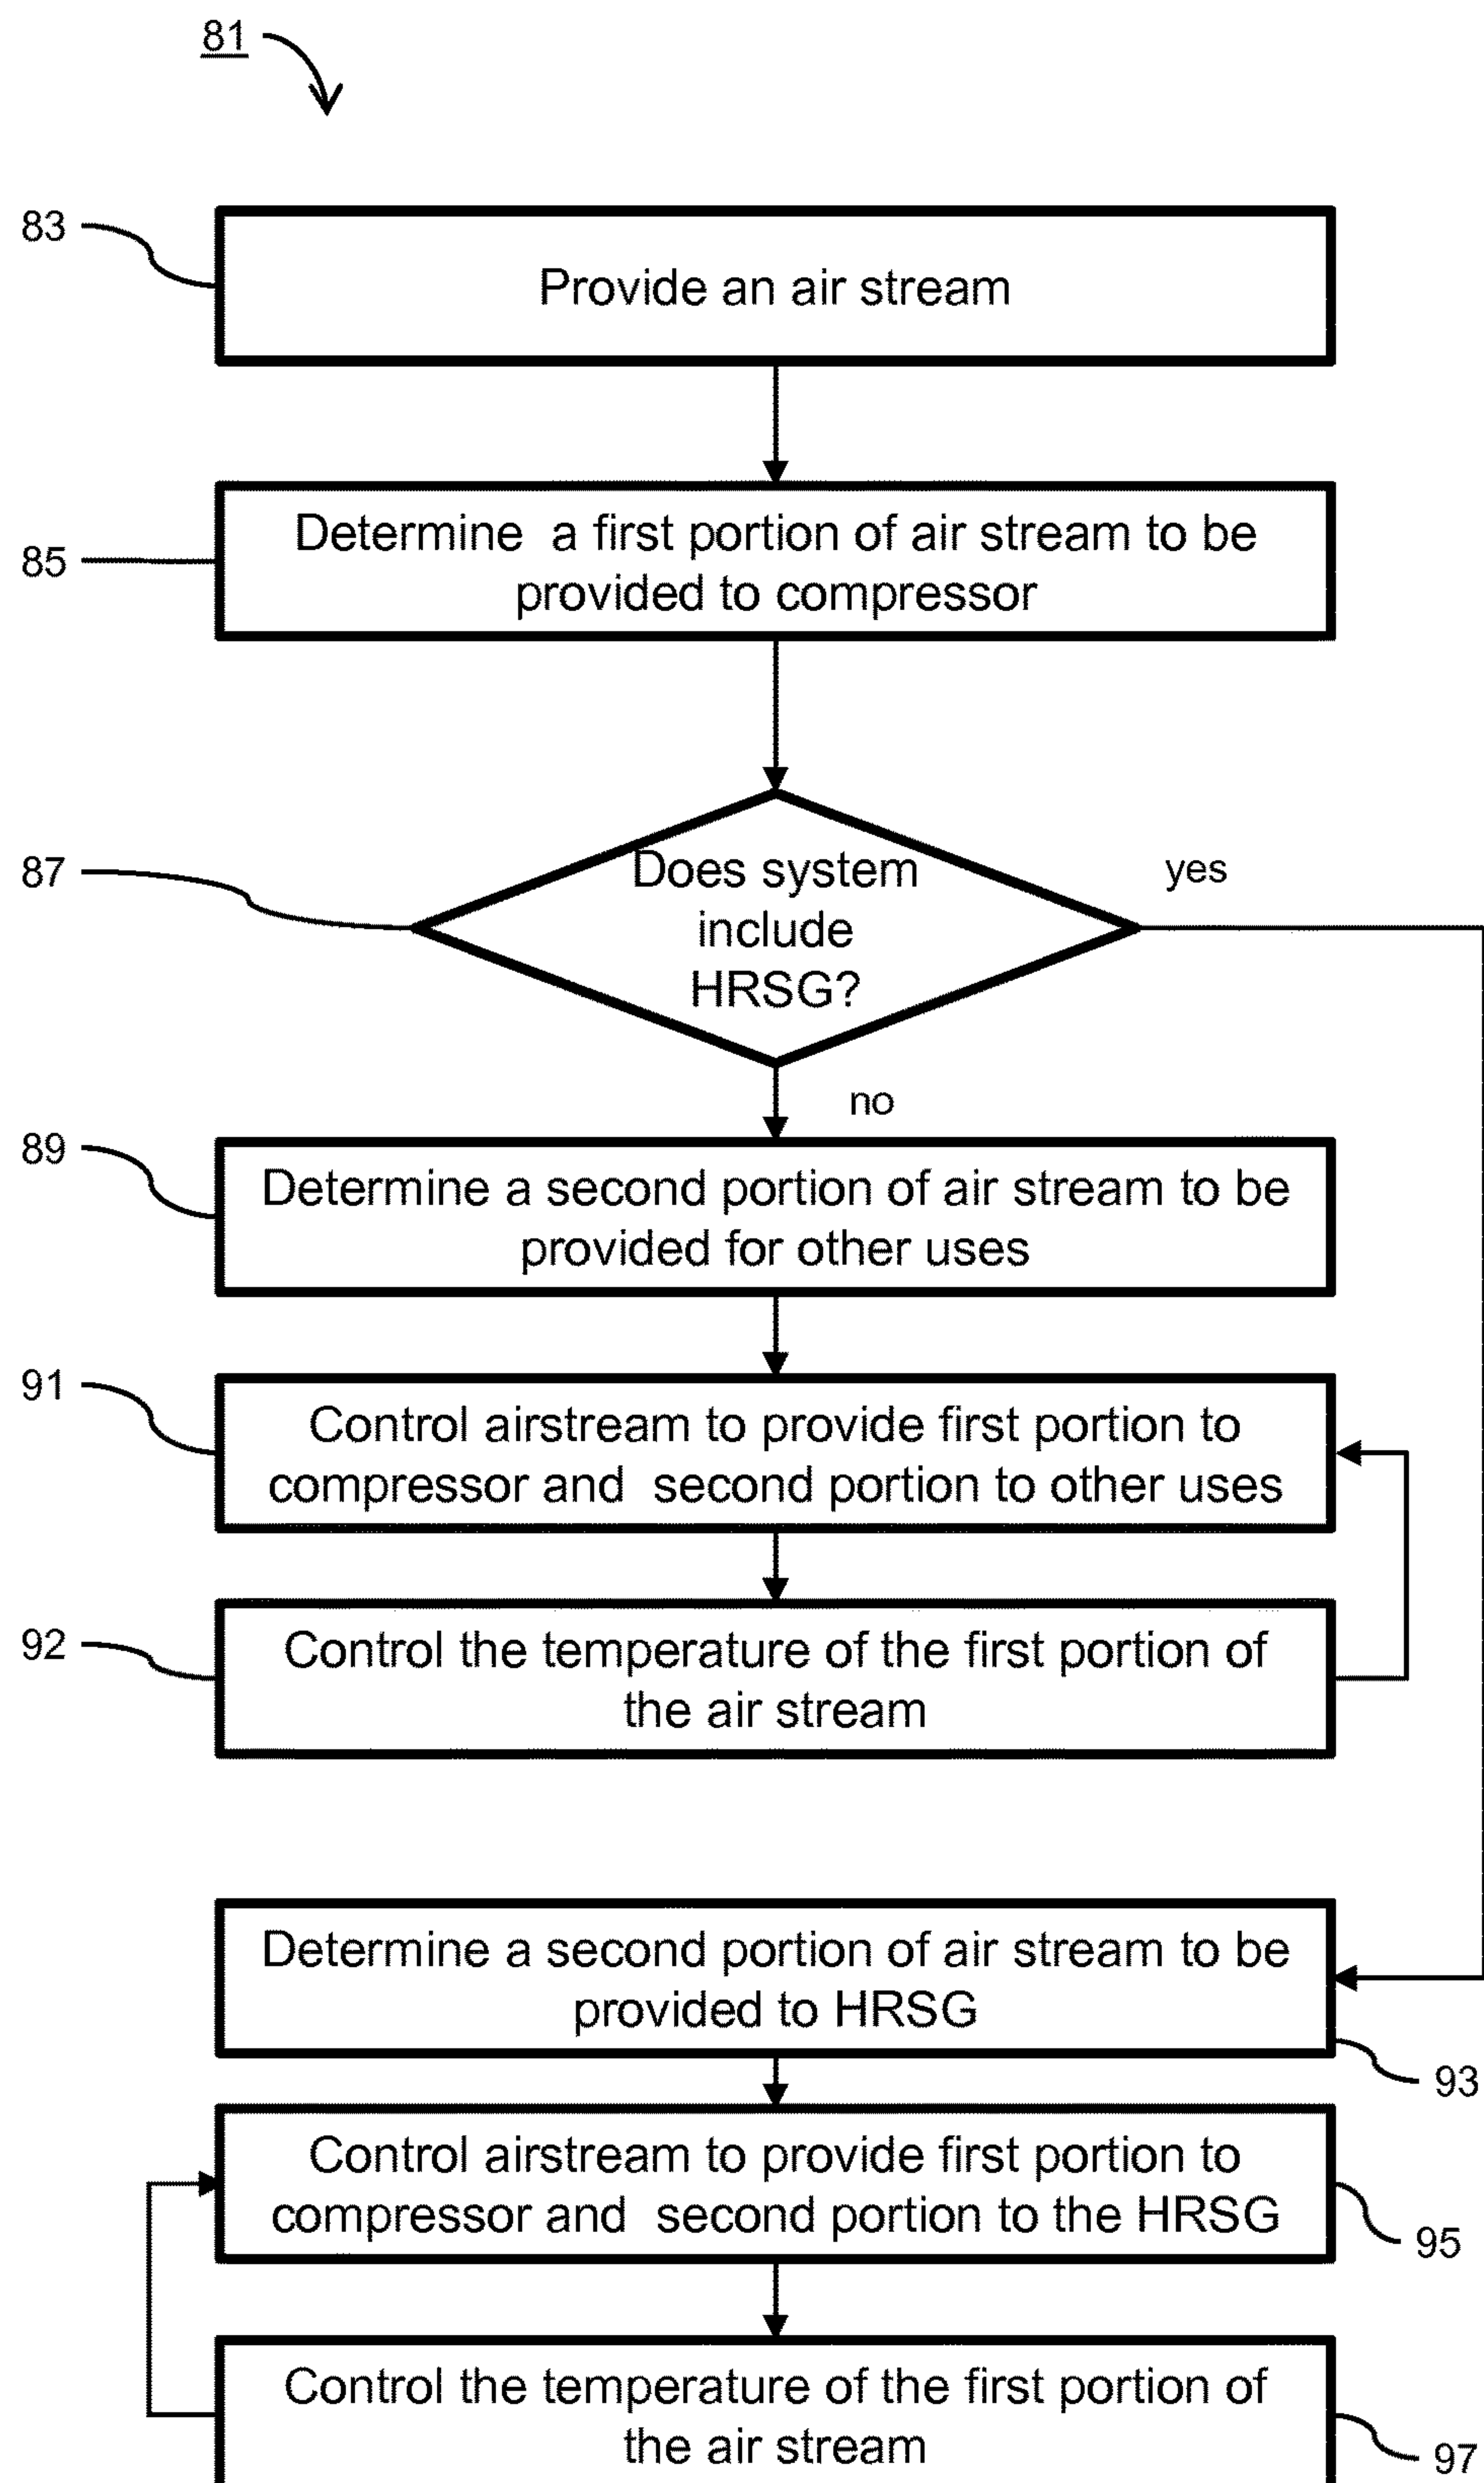 81
83
Provide an air stream
85
Determine a first portion of air stream to be
provided to compressor
87
Does system
include
HRSG?
yes
no
89
Determine a second portion of air stream to be
provided for other uses
91
Control airstream to provide first portion to
compressor and second portion to other uses
92
Control the temperature of the first portion of
the air stream
Determine a second portion of air stream to be
provided to HRSG
93
Control airstream to provide first portion to
compressor and second portion to the HRSG
95
Control the temperature of the first portion of
the air stream
97